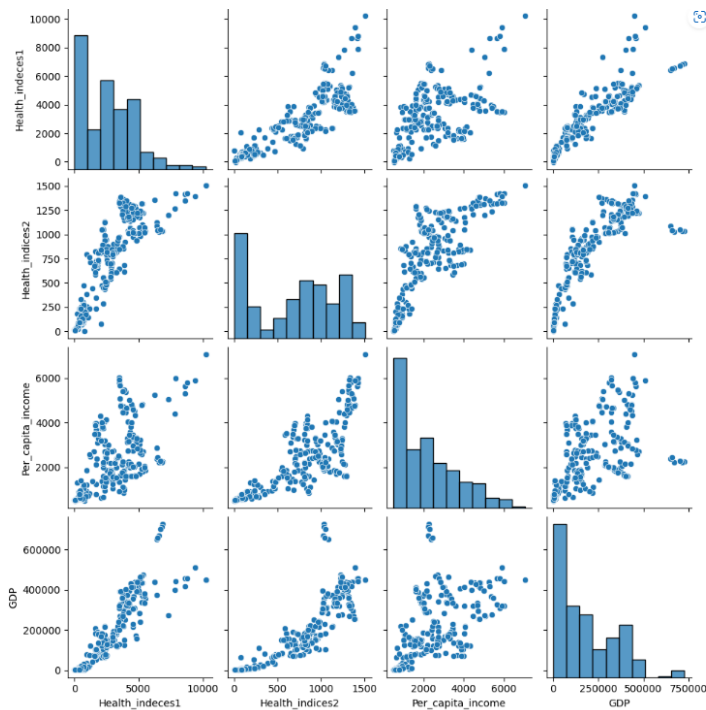 10000
8000
6000
4000
2000
0
Health_indeces1
1500
1250
1000
750
500
250
0
Health_indices2
6000
4000
2000
Per_capita_income
600000
400000
200000
0
GDP
0 5000 10000
Health_indeces1
0 500 1000 1500
Health_indices2
2000 4000 6000
Per_capita_income
0 250000 500000 750000
GDP